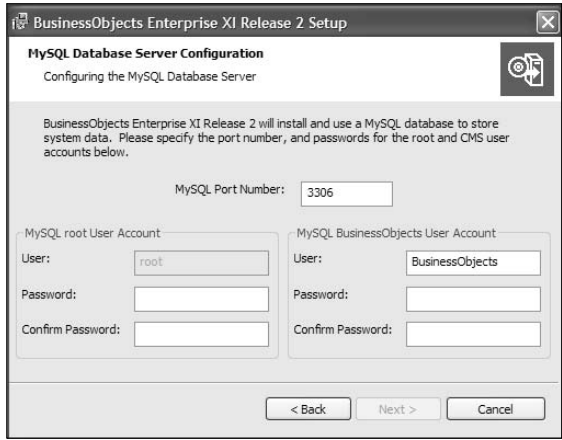 BusinessObjects Enterprise XI Release 2 Setup
MySQL Database Server Configuration
Configuring the MySQL Database Server
BusinessObjects Enterprise XI Release 2 will install and use a MySQL database to store
system data. Please specify the port number, and passwords for the root and CMS user
accounts below.
MySQL Port Number: 3306
MySQL root User Account
User: root
Password:
Confirm Password:
MySQL BusinessObjects User Account
User: BusinessObjects
Password:
Confirm Password:
< Back Next > Cancel